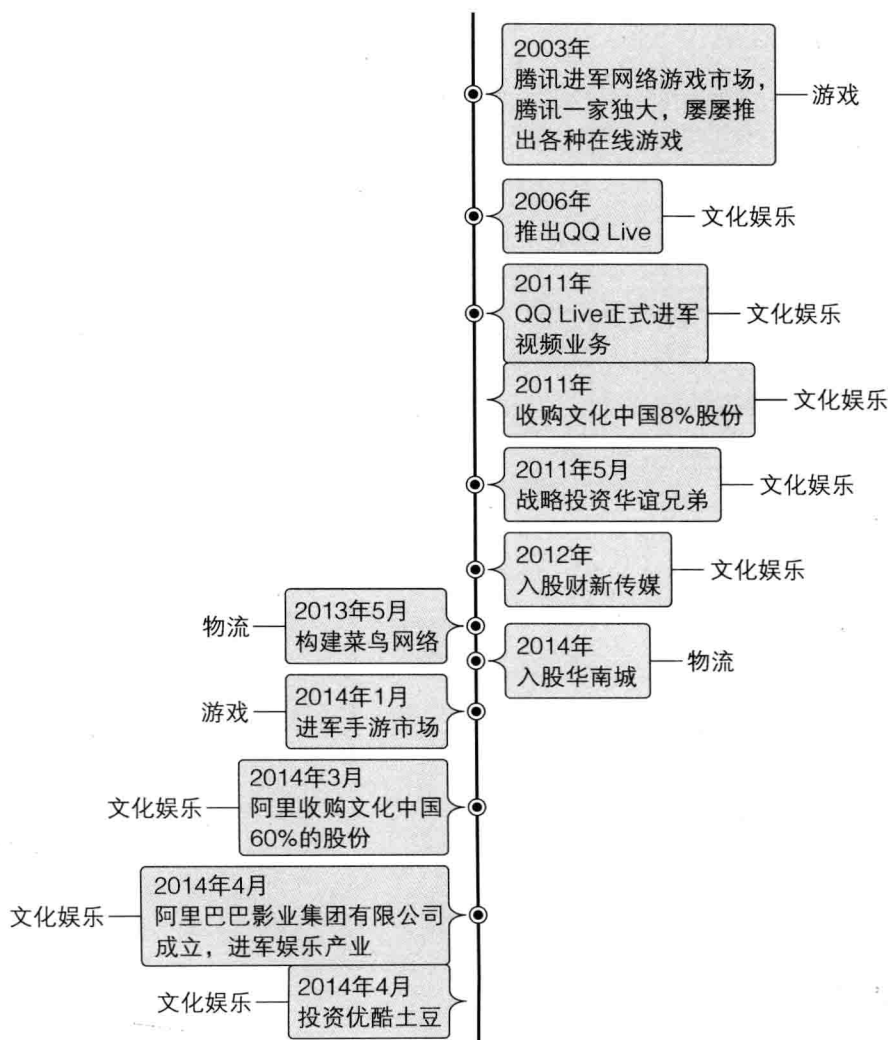 2003年
腾讯进军网络游戏市场，
腾讯一家独大，屡屡推
出各种在线游戏
游戏
2006年
推出QQ Live
文化娱乐
2011年
QQ Live正式进军
视频业务
文化娱乐
2011年
收购文化中国8%股份
文化娱乐
2011年5月
战略投资华谊兄弟
文化娱乐
2012年
入股财新传媒
文化娱乐
物流
2013年5月
构建菜鸟网络
2014年
入股华南城
物流
游戏
2014年1月
进军手游市场
文化娱乐
2014年3月
阿里收购文化中国
60%的股份
文化娱乐
2014年4月
阿里巴巴影业集团有限公司
成立，进军娱乐产业
文化娱乐
2014年4月
投资优酷土豆